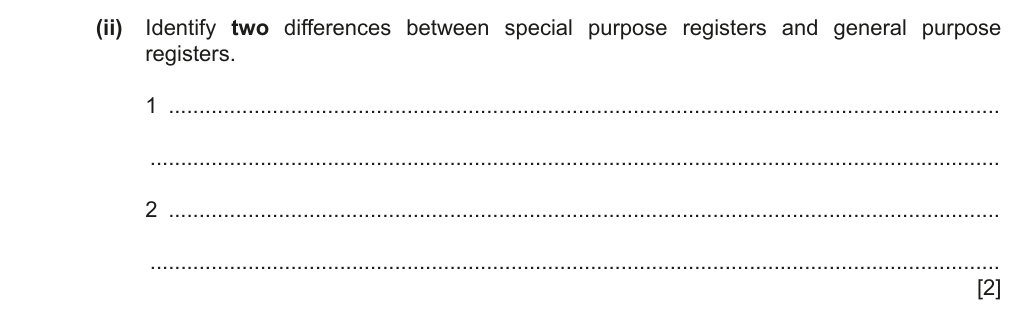 (ii) Identify two differences between special purpose registers and general purpose
registers.
1 ....................................................................................................................................
....................................................................................................................................
2 ....................................................................................................................................
....................................................................................................................................
[2]